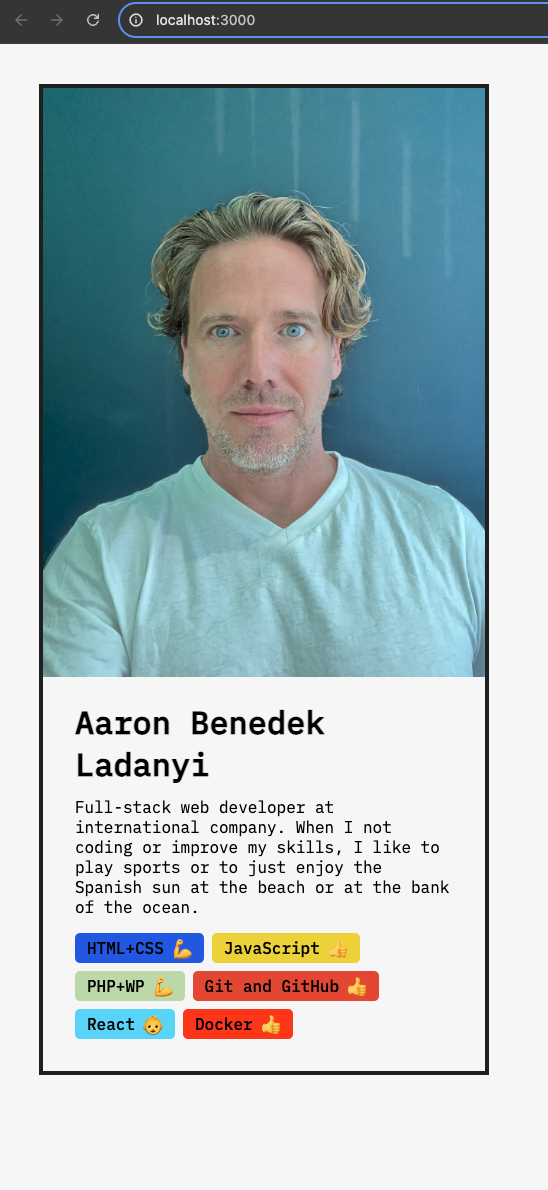 localhost:3000
Aaron Benedek
Ladanyi
Full-stack web developer at
international company. When I not
coding or improve my skills, I like to
play sports or to just enjoy the
Spanish sun at the beach or at the bank
of the ocean.
HTML+CSS 💪 JavaScript 👍
PHP+WP 💪 Git and GitHub 👍
React 👶 Docker 👍